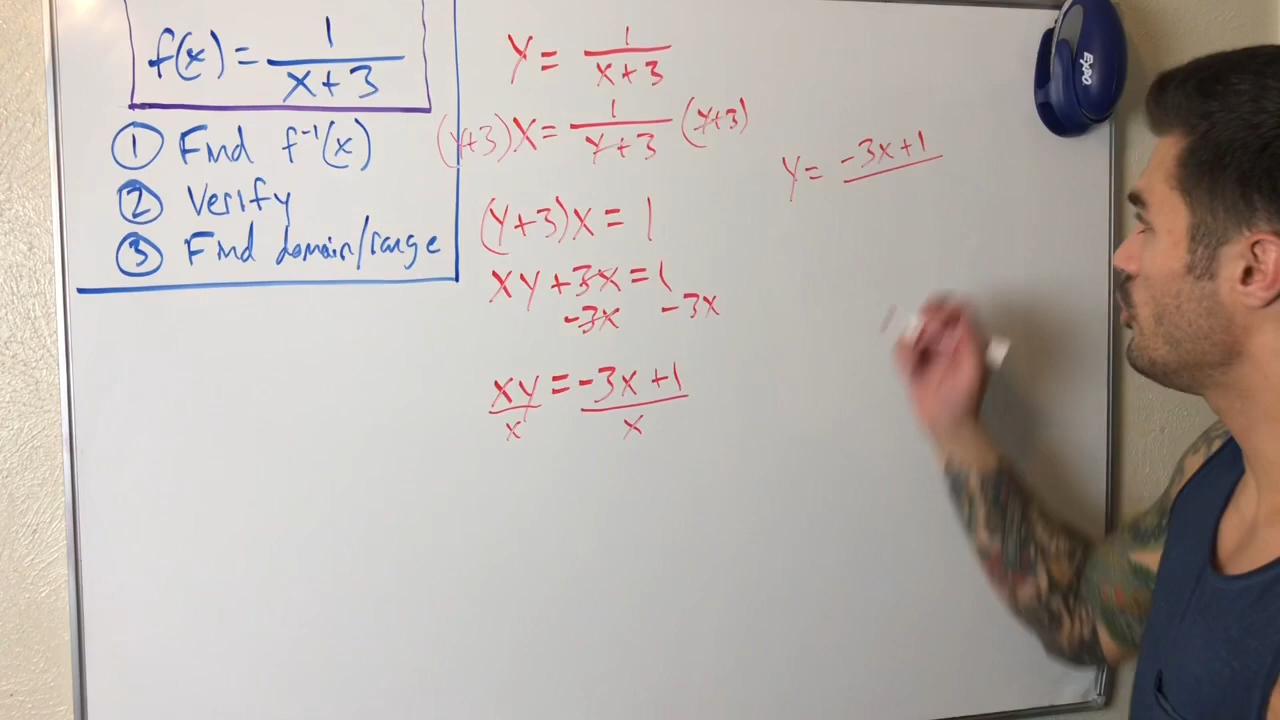 f(x) = 1/(x+3)
① Find f⁻¹(x)
② Verify
③ Find domain/range
y = 1/(x+3)
(y+3)x = 1/(y+3) (y+3)
(y+3)x = 1
xy+3x=1
-3x -3x
xy = -3x+1
x x
y = -3x+1
EXPO